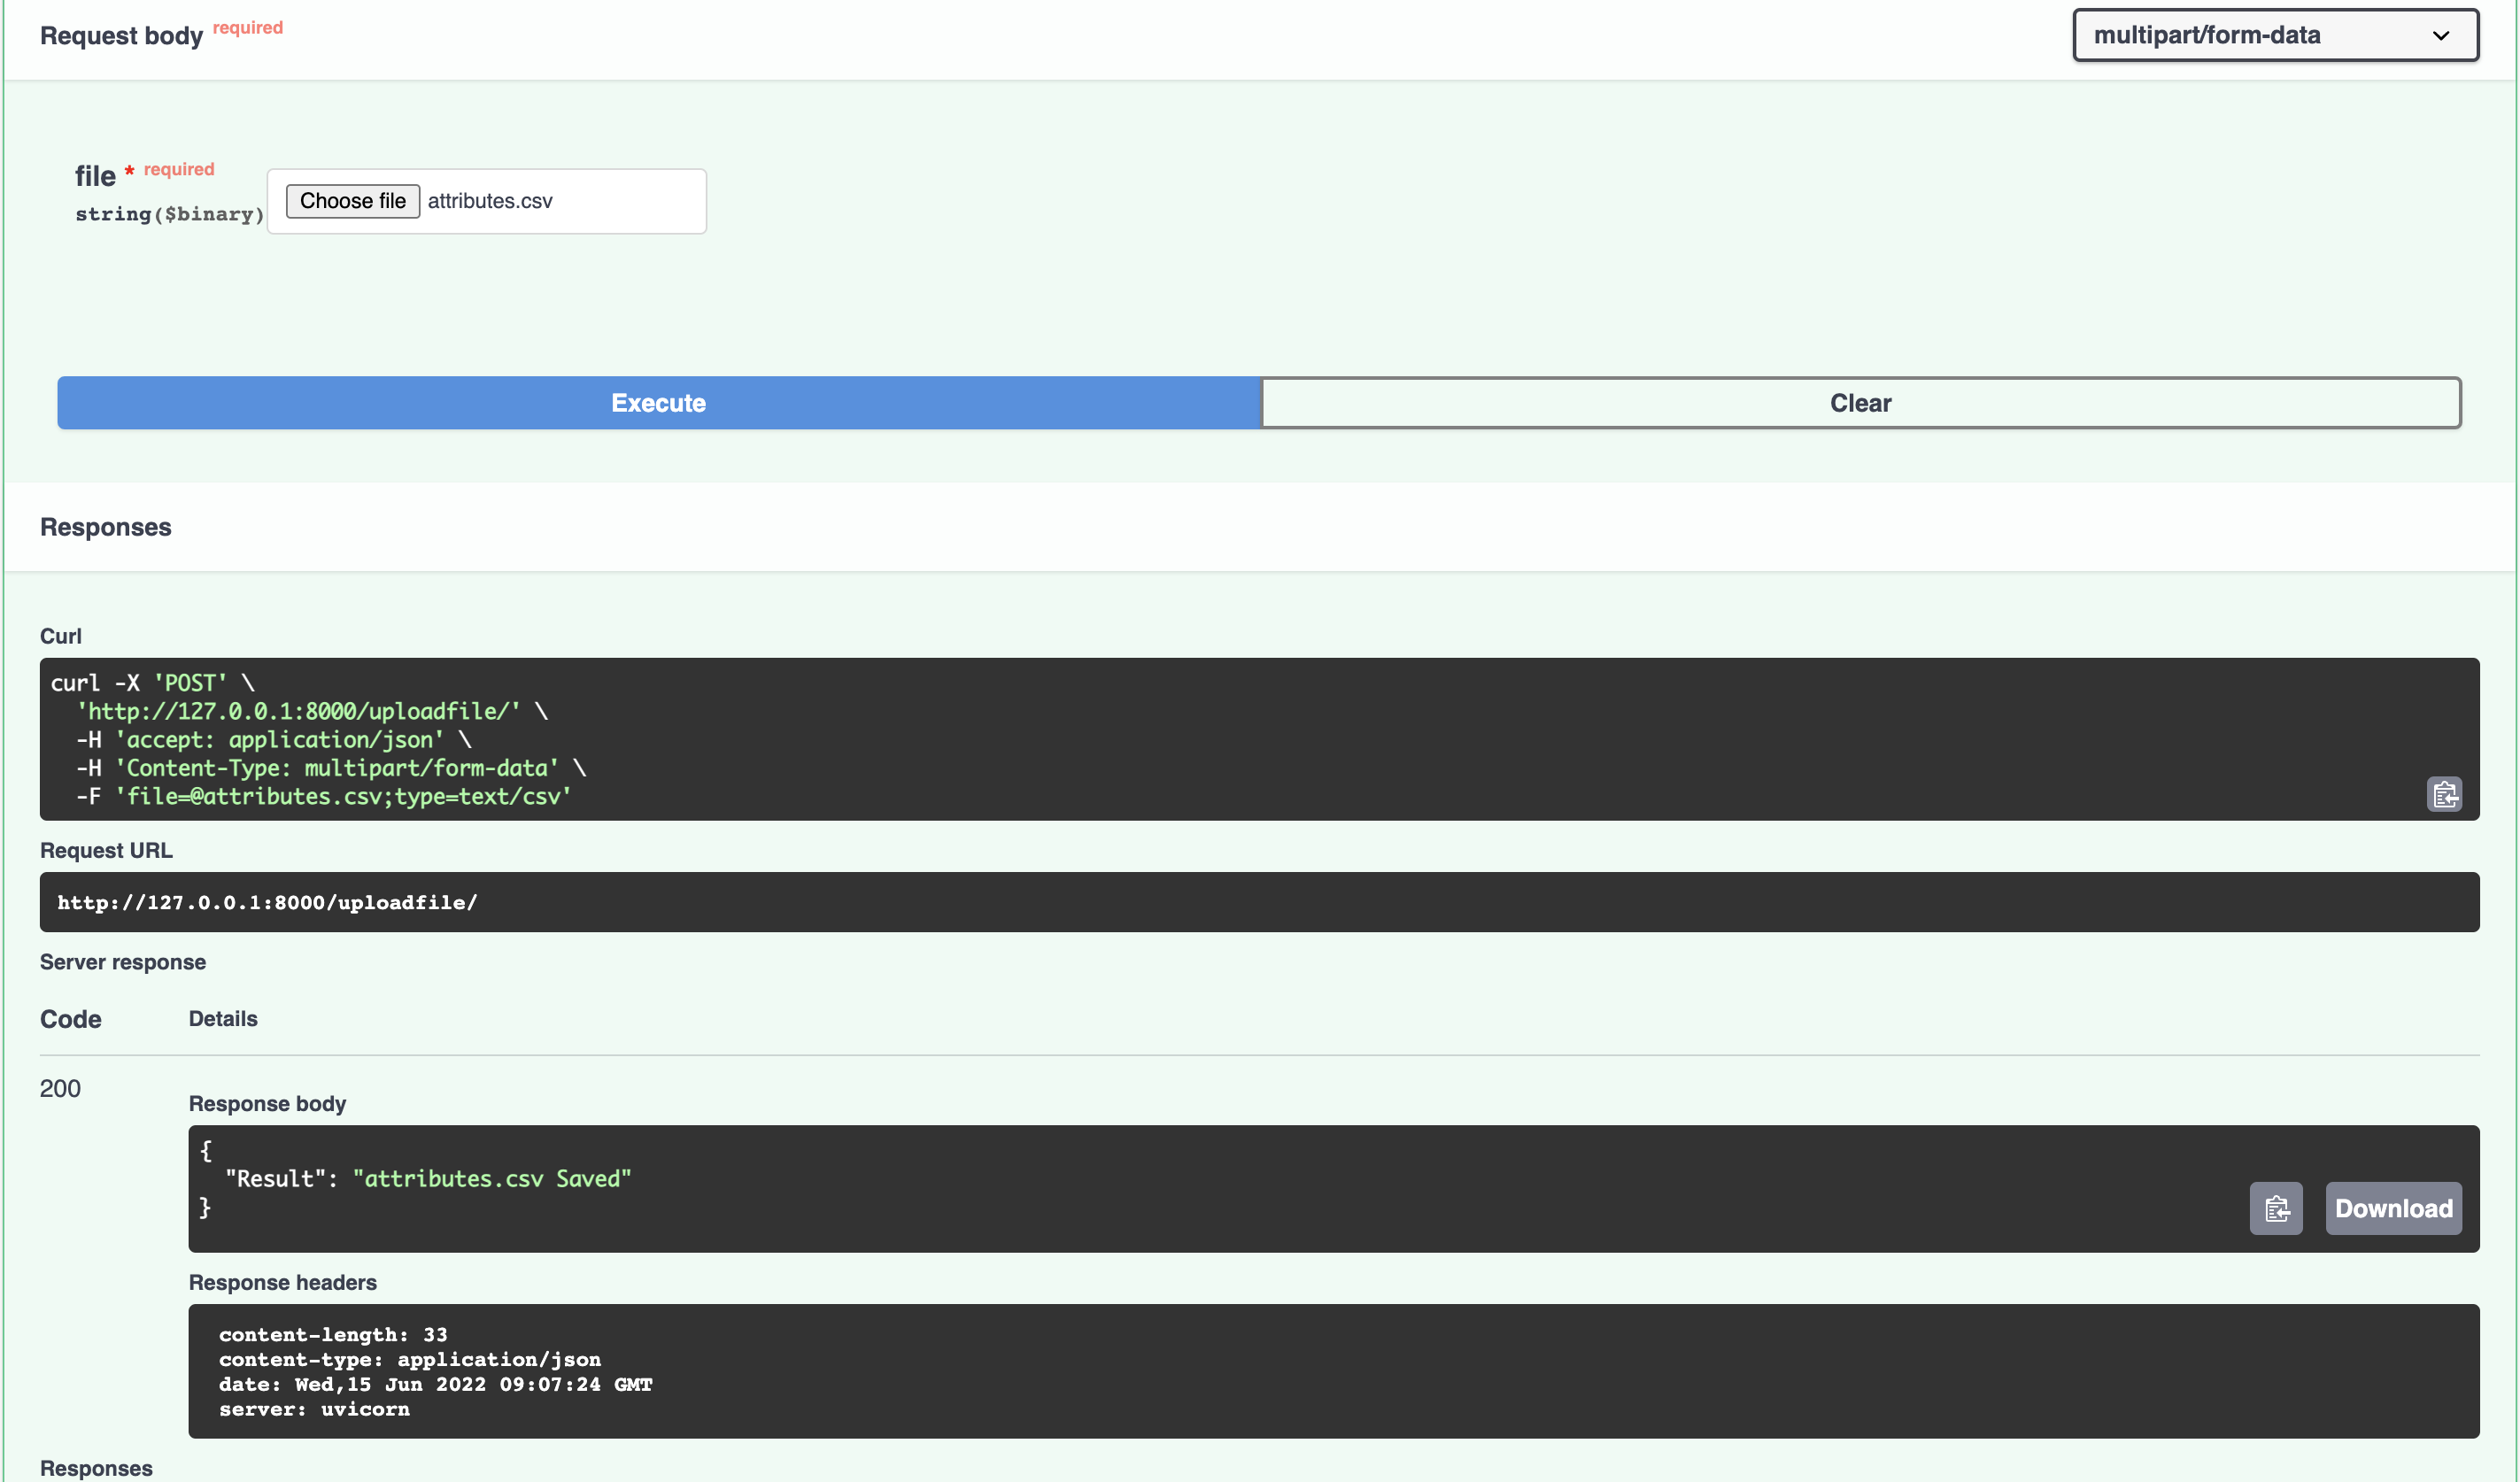 Request body required
multipart/form-data
file * required
string($binary)
Choose file attributes.csv
Execute
Clear
Responses
Curl
curl -X 'POST' \
'http://127.0.0.1:8000/uploadfile/' \
-H 'accept: application/json' \
-H 'Content-Type: multipart/form-data' \
-F 'file=@attributes.csv;type=text/csv'
Request URL
http://127.0.0.1:8000/uploadfile/
Server response
Code Details
200
Response body
{
"Result": "attributes.csv Saved"
}
Download
Response headers
content-length: 33
content-type: application/json
date: Wed,15 Jun 2022 09:07:24 GMT
server: uvicorn
Responses